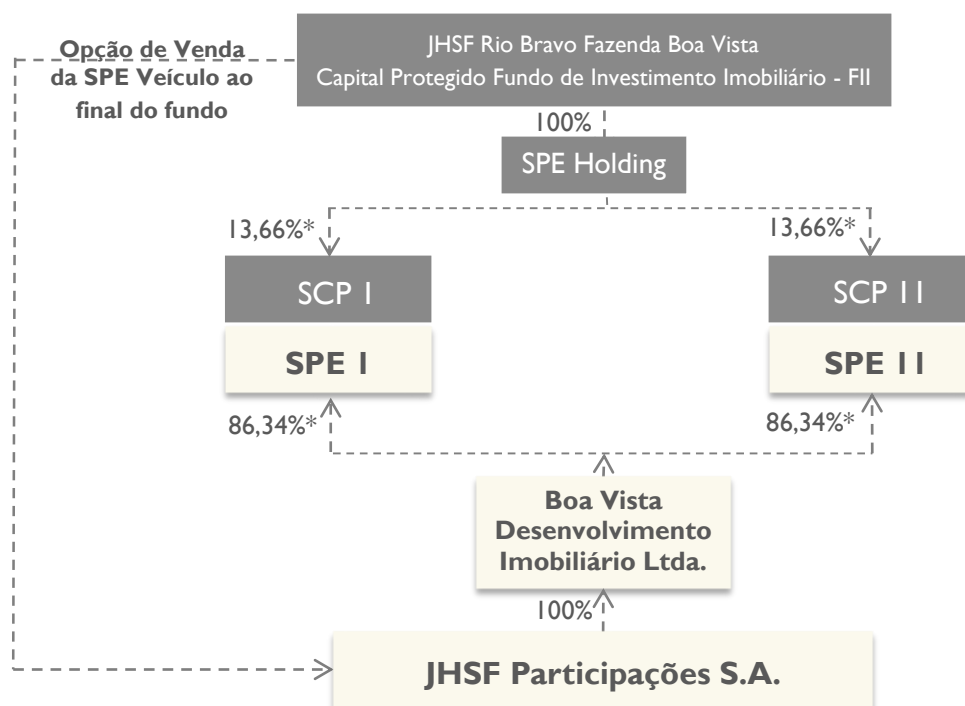 Opção de Venda
da SPE Veículo ao
final do fundo
JHSF Rio Bravo Fazenda Boa Vista
Capital Protegido Fundo de Investimento Imobiliário - FII
100%
SPE Holding
13,66%*
13,66%*
SCP 1
SCP 11
SPE 1
SPE 11
86,34%*
86,34%*
Boa Vista
Desenvolvimento
Imobiliário Ltda.
100%
JHSF Participações S.A.